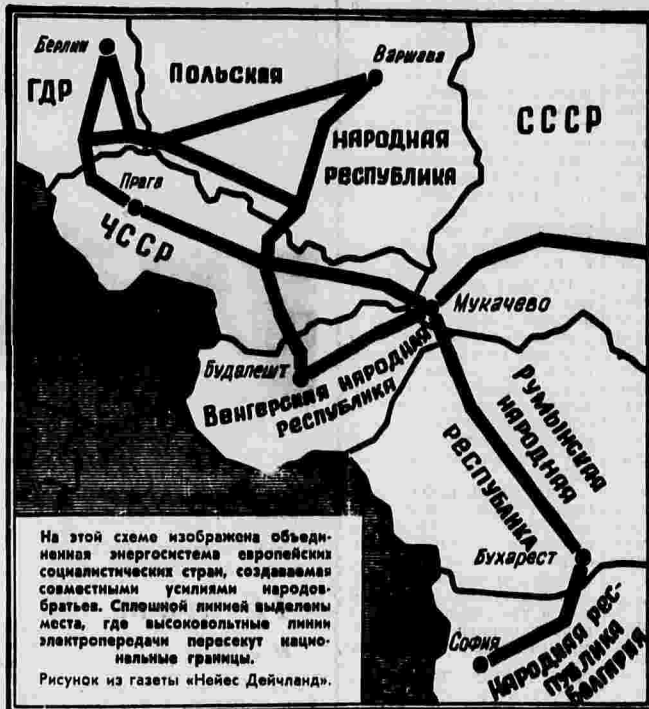 Берлин
ГДР
ПОЛЬСКАЯ
Варшава
НАРОДНАЯ
РЕСПУБЛИКА
СССР
Прага
ЧССР
Мукачево
Будапешт
ВЕНГЕРСКАЯ НАРОДНАЯ
РЕСПУБЛИКА
РУМЫНСКАЯ
НАРОДНАЯ
РЕСПУБЛИКА
Бухарест
София
НАРОДНАЯ РЕС-
ПУБЛИКА
БОЛГАРИЯ
На этой схеме изображена объеди-
ненная энергосистема европейских
социалистических стран, создаваемая
совместными усилиями народов-
братьев. Сплошной линией выделены
места, где высоковольтные линии
электропередачи пересекут нацио-
нальные границы.
Рисунок из газеты «Нейес Дейчланд».